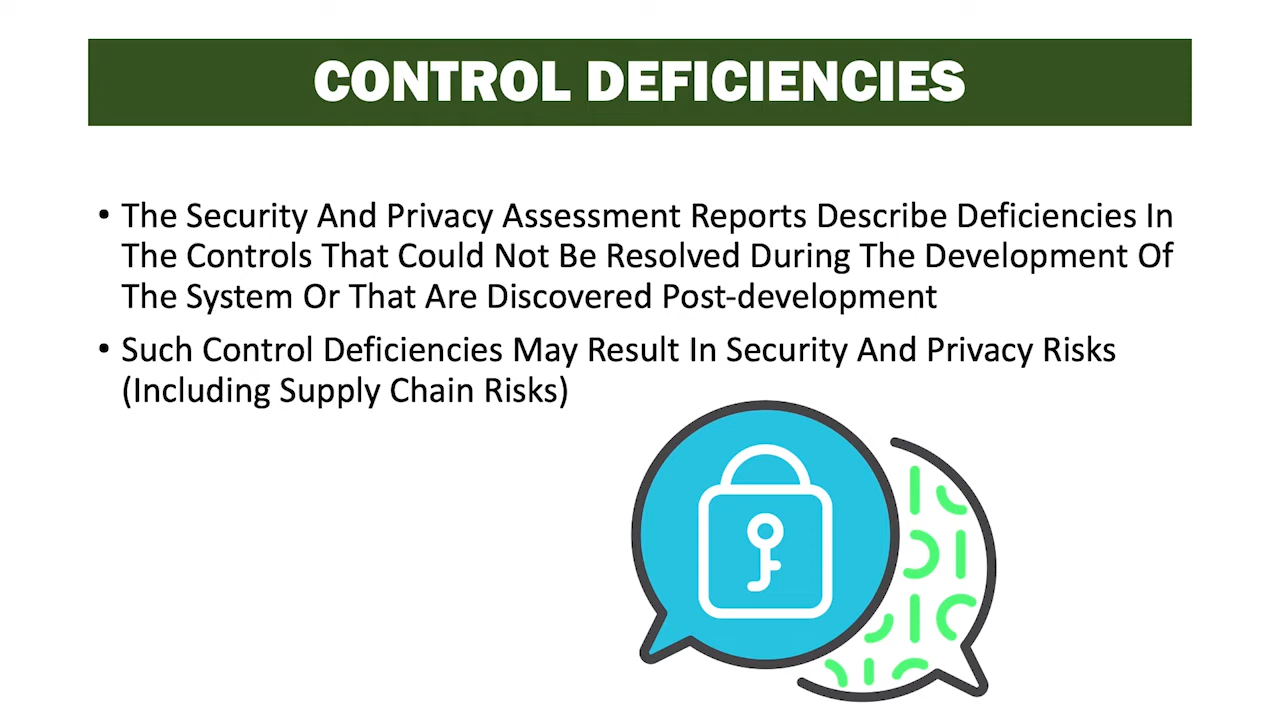 CONTROL DEFICIENCIES
• The Security And Privacy Assessment Reports Describe Deficiencies In
The Controls That Could Not Be Resolved During The Development Of
The System Or That Are Discovered Post-development
• Such Control Deficiencies May Result In Security And Privacy Risks
(Including Supply Chain Risks)